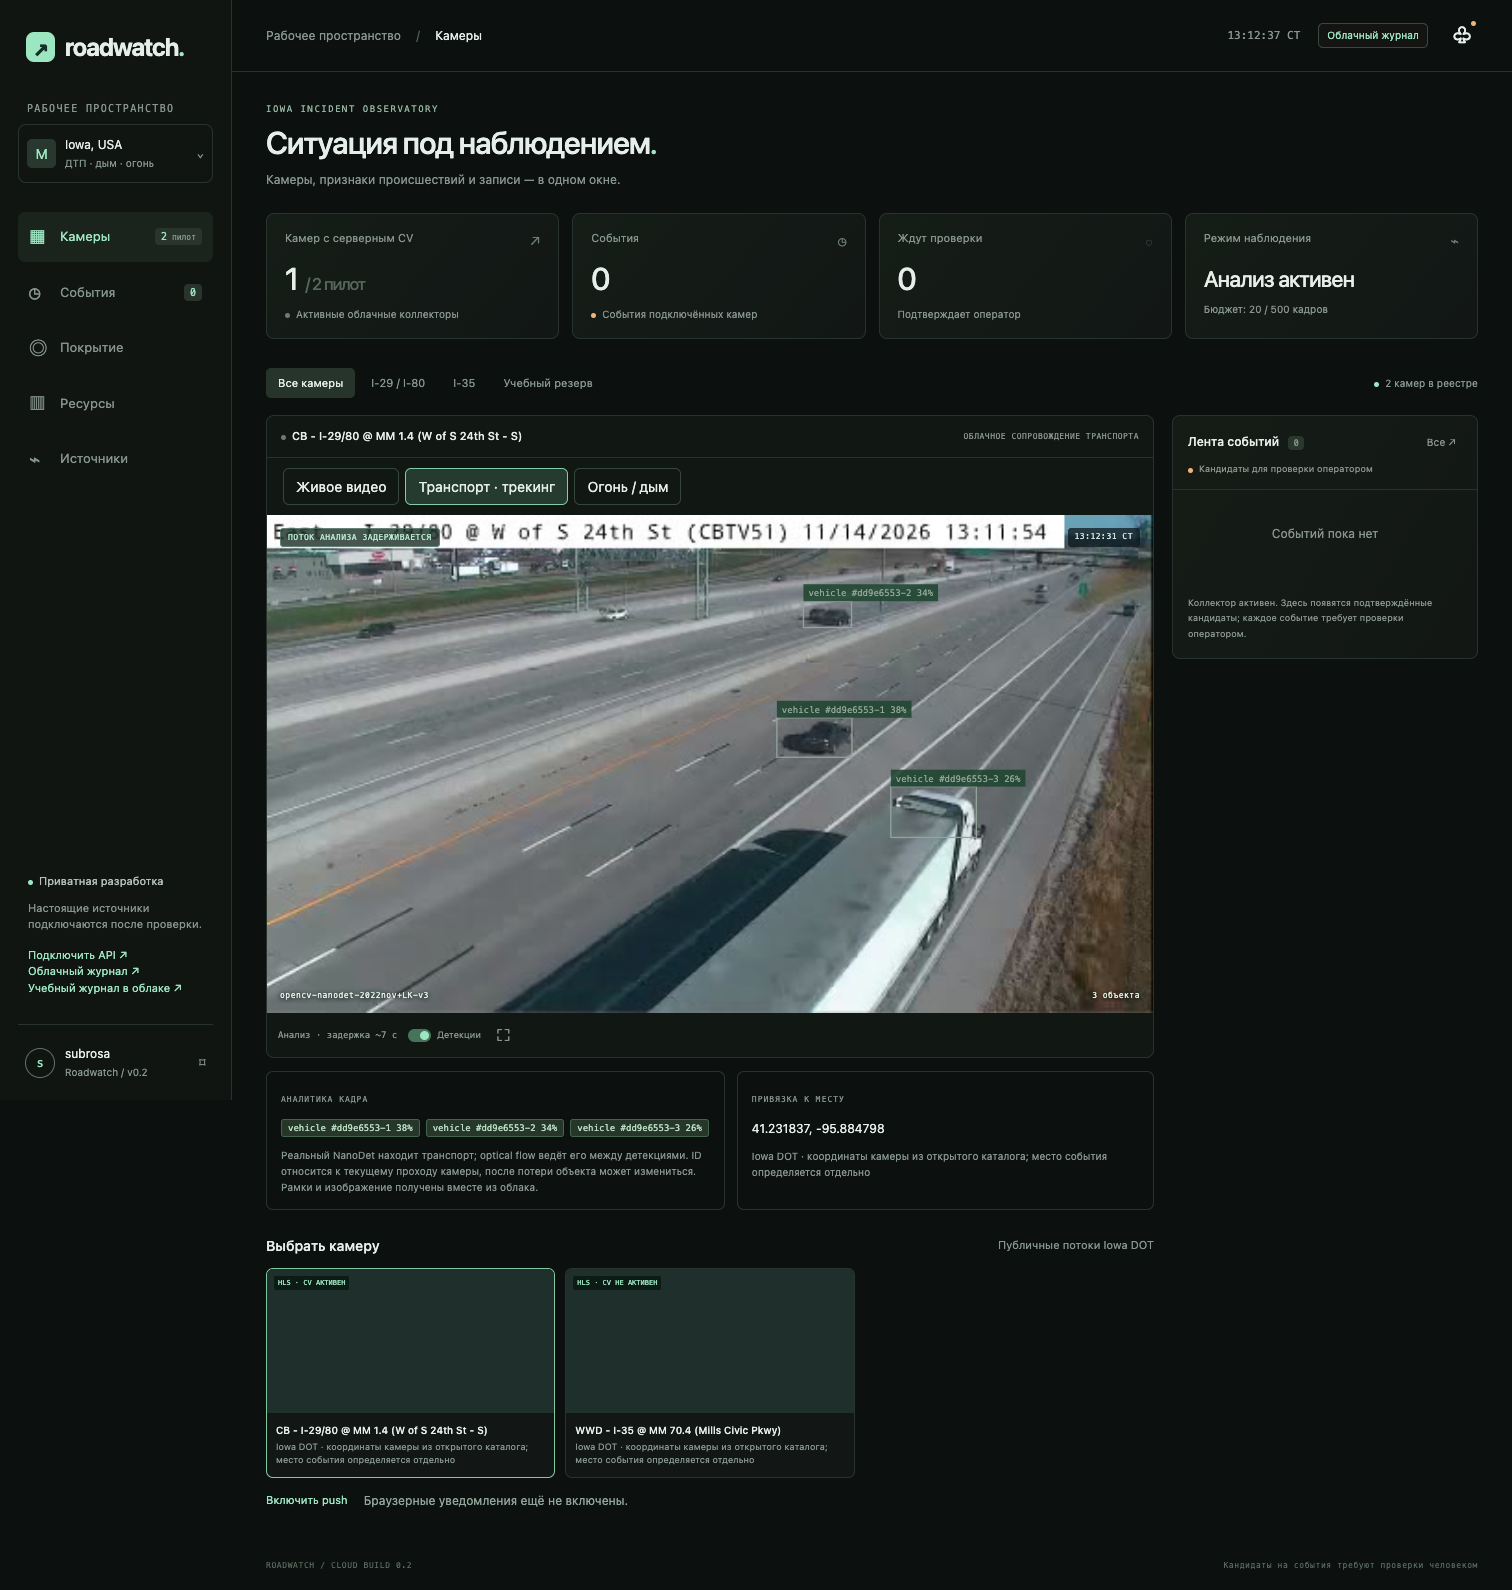 roadwatch.
РАБОЧЕЕ ПРОСТРАНСТВО
M
Iowa, USA
ДТП · дым · огонь
Камеры
2 пилот
События
0
Покрытие
Ресурсы
Источники
Приватная разработка
Настоящие источники
подключаются после проверки.
Подключить API ↗
Облачный журнал ↗
Учебный журнал в облаке ↗
s
subrosa
Roadwatch / v0.2
Рабочее пространство / Камеры
13:12:37 CT
Облачный журнал
IOWA INCIDENT OBSERVATORY
Ситуация под наблюдением.
Камеры, признаки происшествий и записи — в одном окне.
Камер с серверным CV
1 / 2 пилот
Активные облачные коллекторы
События
0
События подключённых камер
Ждут проверки
0
Подтверждает оператор
Режим наблюдения
Анализ активен
Бюджет: 20 / 500 кадров
Все камеры
I-29 / I-80
I-35
Учебный резерв
2 камер в реестре
CB - I-29/80 @ MM 1.4 (W of S 24th St - S)
ОБЛАЧНОЕ СОПРОВОЖДЕНИЕ ТРАНСПОРТА
Живое видео
Транспорт · трекинг
Огонь / дым
@ W of S 24th St (CBTV51) 11/14/2026 13:11:54
ПОТОК АНАЛИЗА ЗАДЕРЖИВАЕТСЯ
13:12:31 CT
vehicle #dd9e6553-2 34%
vehicle #dd9e6553-1 38%
vehicle #dd9e6553-3 26%
opencv-nanodet-2022nov+LK-v3
3 объекта
Анализ · задержка ~7 с
Детекции
Лента событий 0
Все ↗
Кандидаты для проверки оператором
Событий пока нет
Коллектор активен. Здесь появятся подтверждённые
кандидаты; каждое событие требует проверки
оператором.
АНАЛИТИКА КАДРА
vehicle #dd9e6553-1 38%
vehicle #dd9e6553-2 34%
vehicle #dd9e6553-3 26%
Реальный NanoDet находит транспорт; optical flow ведёт его между детекциями. ID
относится к текущему проходу камеры, после потери объекта может измениться.
Рамки и изображение получены вместе из облака.
ПРИВЯЗКА К МЕСТУ
41.231837, -95.884798
Iowa DOT · координаты камеры из открытого каталога; место события
определяется отдельно
Выбрать камеру
Публичные потоки Iowa DOT
HLS · CV АКТИВЕН
CB - I-29/80 @ MM 1.4 (W of S 24th St - S)
Iowa DOT · координаты камеры из открытого каталога;
место события определяется отдельно
HLS · CV НЕ АКТИВЕН
WWD - I-35 @ MM 70.4 (Mills Civic Pkwy)
Iowa DOT · координаты камеры из открытого каталога;
место события определяется отдельно
Включить push
Браузерные уведомления ещё не включены.
ROADWATCH / CLOUD BUILD 0.2
Кандидаты на события требуют проверки человеком